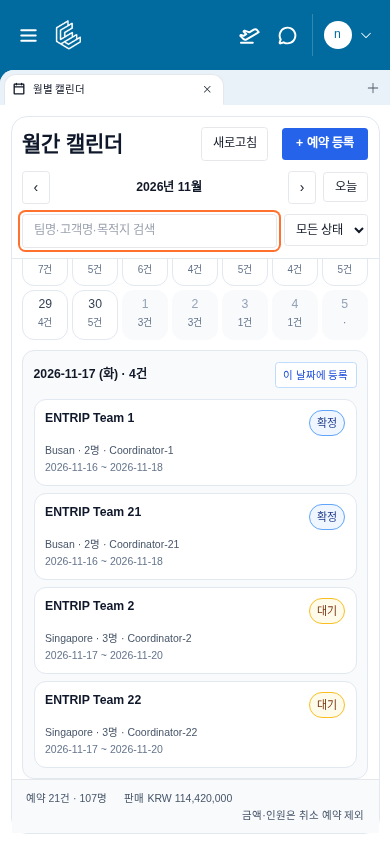 n
월별 캘린더
월간 캘린더
새로고침
+ 예약 등록
‹
2026년 11월
›
오늘
팀명·고객명·목적지 검색
모든 상태
7건 5건 6건 4건 5건 4건 5건
29 30 1 2 3 4 5
4건 5건 3건 3건 1건 1건 ·
2026-11-17 (화) · 4건
이 날짜에 등록
ENTRIP Team 1
확정
Busan · 2명 · Coordinator-1
2026-11-16 ~ 2026-11-18
ENTRIP Team 21
확정
Busan · 2명 · Coordinator-21
2026-11-16 ~ 2026-11-18
ENTRIP Team 2
대기
Singapore · 3명 · Coordinator-2
2026-11-17 ~ 2026-11-20
ENTRIP Team 22
대기
Singapore · 3명 · Coordinator-22
2026-11-17 ~ 2026-11-20
예약 21건 · 107명 판매 KRW 114,420,000
금액·인원은 취소 예약 제외